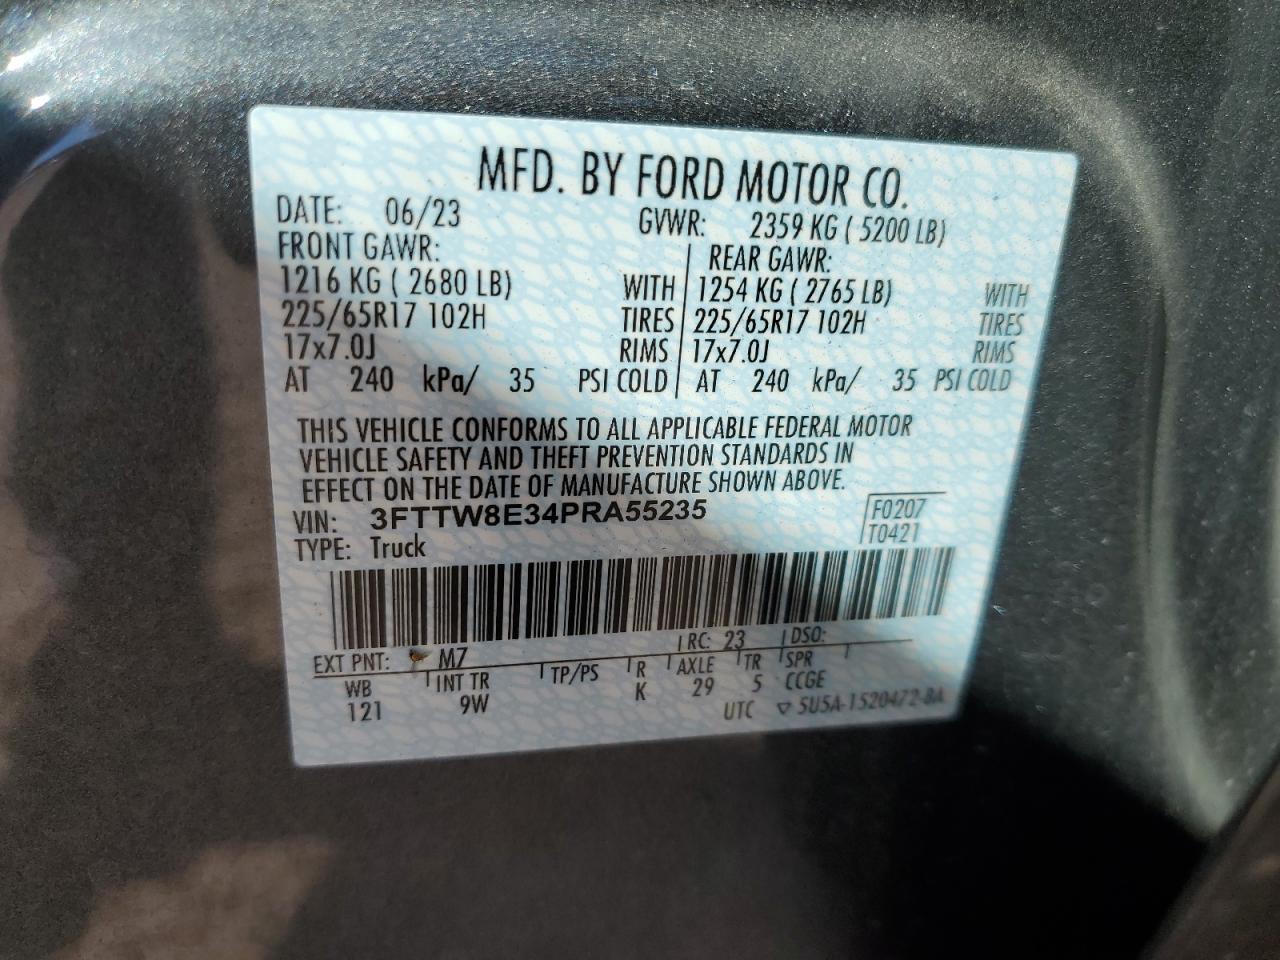 MFD. BY FORD MOTOR CO.
DATE: 06/23 GVWR: 2359 KG ( 5200 LB)
FRONT GAWR: REAR GAWR:
1216 KG ( 2680 LB) WITH 1254 KG ( 2765 LB) WITH
225/65R17 102H TIRES 225/65R17 102H TIRES
17x7.0J RIMS 17x7.0J RIMS
AT 240 kPa/ 35 PSI COLD AT 240 kPa/ 35 PSI COLD
THIS VEHICLE CONFORMS TO ALL APPLICABLE FEDERAL MOTOR
VEHICLE SAFETY AND THEFT PREVENTION STANDARDS IN
EFFECT ON THE DATE OF MANUFACTURE SHOWN ABOVE.
VIN: 3FTTW8E34PRA55235 F0207
TYPE: Truck T0421
EXT PNT: M7 RC: 23 DSO:
WB INT TR TP/PS R AXLE TR SPR
121 9W K 29 5 CCGE
UTC ▽ 5U5A-1520472-BA